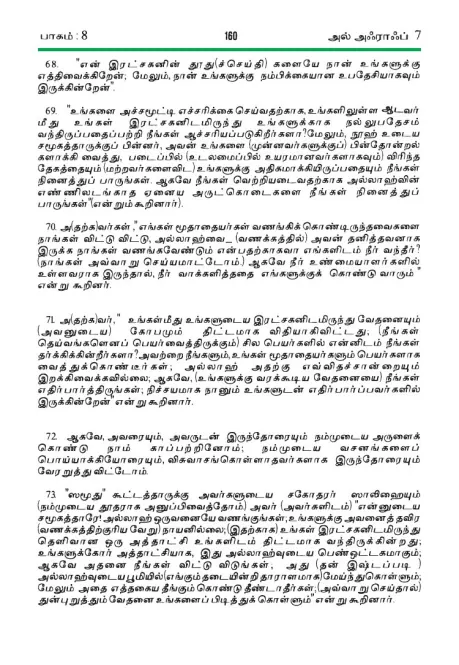 பாகம் : 8 160 அல் அஃராஃப் 7
68. "என் இரட்சகனின் தூது(ச்செய்தி) களையே நான் உங்களுக்கு
எத்திவைக்கிறேன்; மேலும், நான் உங்களுக்கு நம்பிக்கையான உபதேசியாகவும்
இருக்கின்றேன்".
69. "உங்களை அச்சமூட்டி எச்சரிக்கை செய்வதற்காக, உங்களிலுள்ள ஆடவர்
மீது உங்கள் இரட்சகனிடமிருந்து உங்களுக்காக நல்லுபதேசம்
வந்திருப்பதைப்பற்றி நீங்கள் ஆச்சரியப்படுகிறீர்களா? மேலும், நூஹ் உடைய
சமூகத்தாருக்குப் பின்னர், அவன் உங்களை (முன்னவர்களுக்குப்) பின்தோன்றல்
களாக்கி வைத்து, படைப்பில் (உடலமைப்பில் உயரமானவர்களாகவும்) விரிந்த
தேகத்தையும் (மற்றவர்களைவிட) உங்களுக்கு அதிகமாக்கியிருப்பதையும் நீங்கள்
நினைத்துப் பாருங்கள். ஆகவே நீங்கள் வெற்றியடைவதற்காக அல்லாஹ்வின்
எண்ணிலடங்காத ஏனைய அருட்கொடைகளை நீங்கள் நினைத்துப்
பாருங்கள்" (என்றும் கூறினார்).
70. அ(தற்க)வர்கள், "எங்கள் மூதாதையர்கள் வணங்கிக் கொண்டிருந்தவைகளை
நாங்கள் விட்டு விட்டு, அல்லாஹ்வை_ (வணக்கத்தில்) அவன் தனித்தவனாக
இருக்க நாங்கள் வணங்கவேண்டும் என்பதற்காகவா எங்களிடம் நீர் வந்தீர்?
(நாங்கள் அவ்வாறு செய்யமாட்டோம்.) ஆகவே நீர் உண்மையாளர்களில்
உள்ளவராக இருந்தால், நீர் வாக்களித்ததை எங்களுக்குக் கொண்டு வாரும்"
என்று கூறினர்.
71. அ(தற்க)வர், " உங்கள்மீது உங்களுடைய இரட்சகனிடமிருந்து வேதனையும்
(அவனுடைய) கோபமும் திட்டமாக விதியாகிவிட்டது; (நீங்கள்
தெய்வங்களெனப் பெயர்வைத்திருக்கும்) சில பெயர்களில் என்னிடம் நீங்கள்
தர்க்கிக்கின்றீர்களா? அவற்றை நீங்களும், உங்கள் மூதாதையர்களும் பெயர்களாக
வைத்துக்கொண்டீர்கள்; அல்லாஹ் அதற்கு எவ்விதச்சான்றையும்
இறக்கிவைக்கவில்லை; ஆகவே, (உங்களுக்கு வரக்கூடிய வேதனையை) நீங்கள்
எதிர்பார்த்திருங்கள்; நிச்சயமாக நானும் உங்களுடன் எதிர்பார்ப்பவர்களில்
இருக்கின்றேன்" என்று கூறினார்.
72. ஆகவே, அவரையும், அவருடன் இருந்தோரையும் நம்முடைய அருளைக்
கொண்டு நாம் காப்பற்றினோம்; நம்முடைய வசனங்களைப்
பொய்யாக்கியோரையும், விசுவாசங்கொள்ளாதவர்களாக இருந்தோரையும்
வேரறுத்துவிட்டோம்.
73. "ஸமூது" கூட்டத்தாருக்கு அவர்களுடைய சகோதரர் ஸாலிஹையும்
(நம்முடைய தூதராக அனுப்பிவைத்தோம்) அவர் (அவர்களிடம்) "என்னுடைய
சமூகத்தாரே! அல்லாஹ் ஒருவனையே வணங்குங்கள்; உங்களுக்கு அவனைத் தவிர
(வணக்கத்திற்குரிய வேறு) நாயனில்லை; (இதற்காக) உங்கள் இரட்சகனிடமிருந்து
தெளிவான ஒரு அத்தாட்சி உங்களிடம் திட்டமாக வந்திருக்கின்றது;
உங்களுக்கோர் அத்தாட்சியாக, இது அல்லாஹ்வுடைய பெண்ஒட்டகமாகும்;
ஆகவே அதனை நீங்கள் விட்டு விடுங்கள்; அது (தன் இஷ்டப்படி)
அல்லாஹ்வுடைய பூமியில் (எங்கும் தடையின்றி தாராளமாக) மேய்ந்து கொள்ளும்;
மேலும் அதை எத்தகைய தீங்கும் கொண்டு தீண்டாதீர்கள்; (அவ்வாறு செய்தால்)
துன்புறுத்தும் வேதனை உங்களைப் பிடித்துக் கொள்ளும்" என்று கூறினார்.